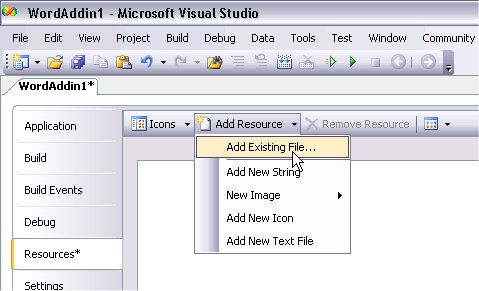 WordAddin1 - Microsoft Visual Studio
File Edit View Project Build Debug Data Tools Test Window Community
WordAddin1*
Application
Build
Build Events
Debug
Resources*
Settings
Icons Add Resource Remove Resource
Add Existing File...
Add New String
New Image
Add New Icon
Add New Text File